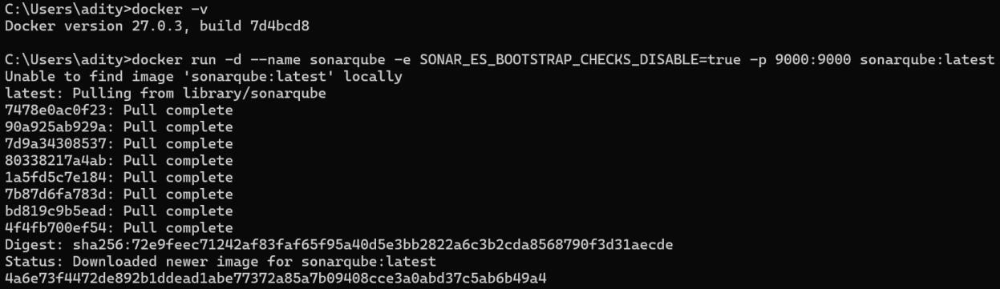 C:\Users\adity>docker -v
Docker version 27.0.3, build 7d4bcd8
C:\Users\adity>docker run -d --name sonarqube -e SONAR_ES_BOOTSTRAP_CHECKS_DISABLE=true -p 9000:9000 sonarqube:latest
Unable to find image 'sonarqube:latest' locally
latest: Pulling from library/sonarqube
7478e0ac0f23: Pull complete
90a925ab929a: Pull complete
7d9a34308537: Pull complete
80338217a4ab: Pull complete
1a5fd5c7e184: Pull complete
7b87d6fa783d: Pull complete
bd819c9b5ead: Pull complete
4f4fb700ef54: Pull complete
Digest: sha256:72e9feec71242af83faf65f95a40d5e3bb2822a6c3b2cda8568790f3d31aecde
Status: Downloaded newer image for sonarqube:latest
4a6e73f4472de892b1ddead1abe77372a85a7b09408cce3a0abd37c5ab6b49a4